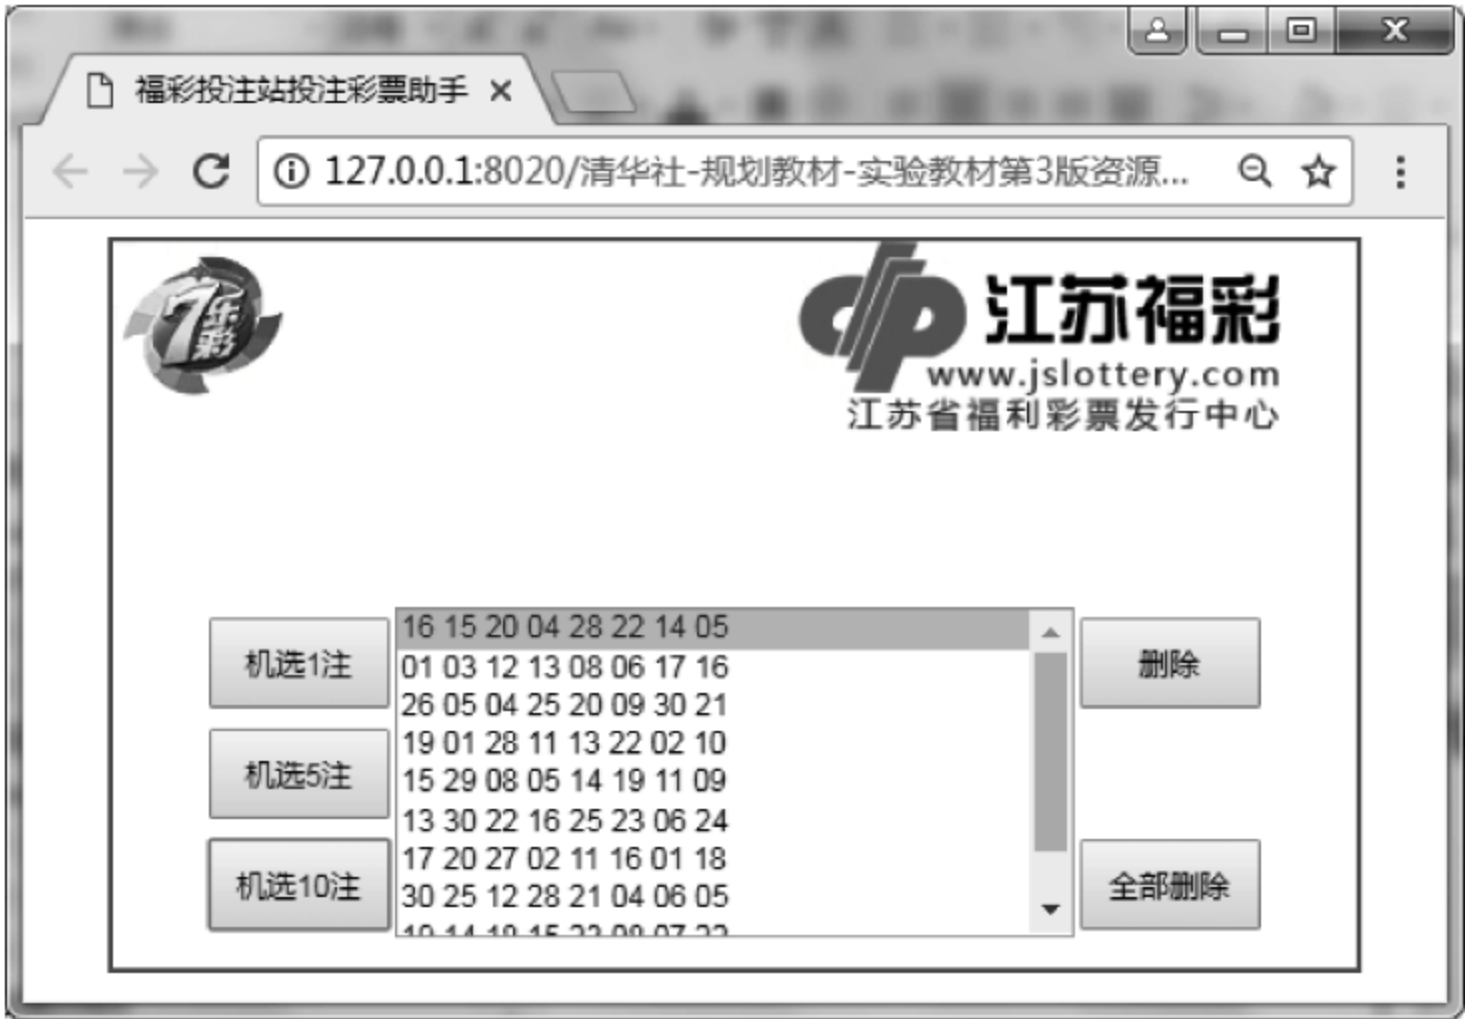 福彩投注站投注彩票助手
127.0.0.1:8020/清华社-规划教材-实验教材第3版资源...
7乐彩
江苏福彩
www.jslottery.com
江苏省福利彩票发行中心
机选1注
机选5注
机选10注
16 15 20 04 28 22 14 05
01 03 12 13 08 06 17 16
26 05 04 25 20 09 30 21
19 01 28 11 13 22 02 10
15 29 08 05 14 19 11 09
13 30 22 16 25 23 06 24
17 20 27 02 11 16 01 18
30 25 12 28 21 04 06 05
删除
全部删除